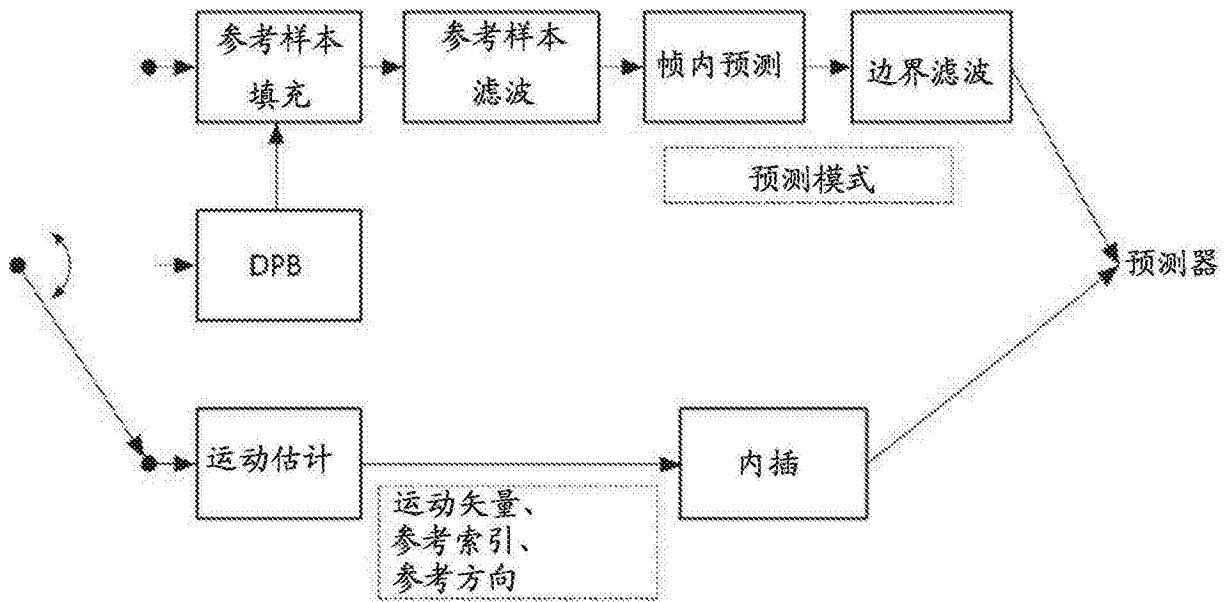 参考样本
填充
参考样本
滤波
帧内预测
边界滤波
预测模式
DPB
预测器
运动估计
内插
运动矢量、
参考索引、
参考方向